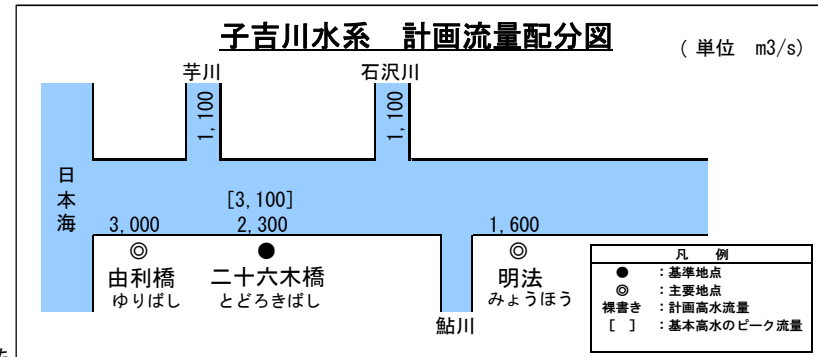 子吉川水系　計画流量配分図
( 単位　m3/s)
芋川
石沢川
1,100
1,100
日本海
[3,100]
3,000
2,300
1,600
◎
●
◎
由利橋
二十六木橋
明法
ゆりばし
とどろきばし
みょうほう
鮎川
凡　例
●　：基準地点
◎　：主要地点
裸書き　：計画高水流量
[　]　：基本高水のピーク流量